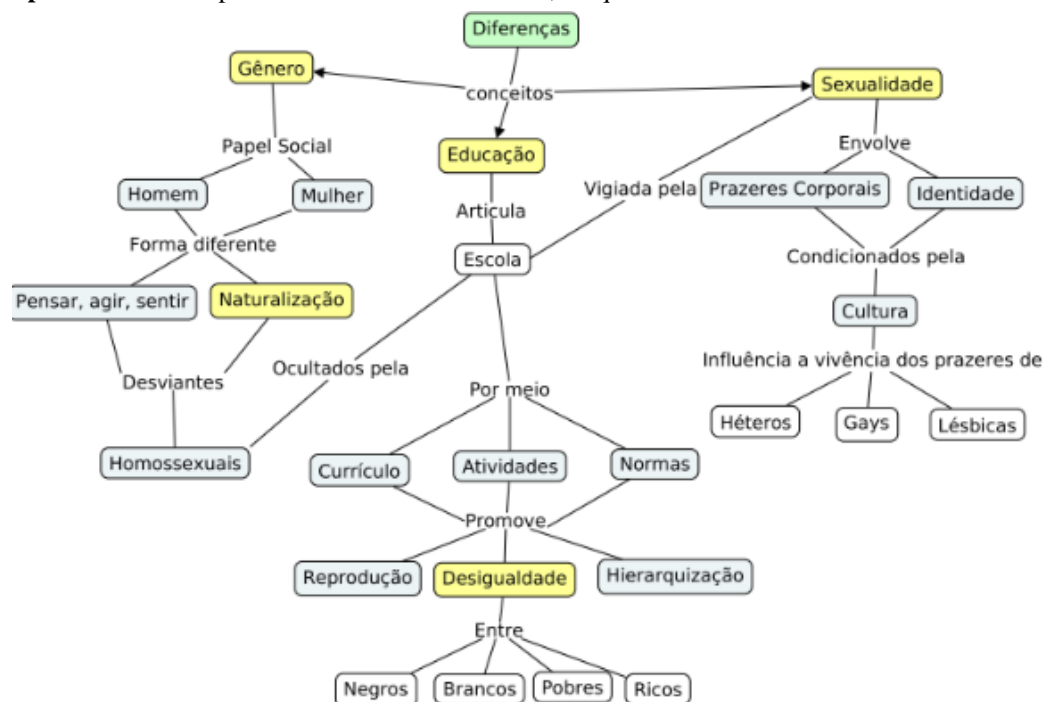 Diferenças
Gênero
conceitos
Sexualidade
Papel Social
Educação
Envolve
Homem
Mulher
Vigiada pela
Prazeres Corporais
Identidade
Articula
Forma diferente
Escola
Condicionados pela
Pensar, agir, sentir
Naturalização
Cultura
Desviantes
Ocultados pela
Influência a vivência dos prazeres de
Por meio
Héteros
Gays
Lésbicas
Homossexuais
Currículo
Atividades
Normas
Promove
Reprodução
Desigualdade
Hierarquização
Entre
Negros
Brancos
Pobres
Ricos